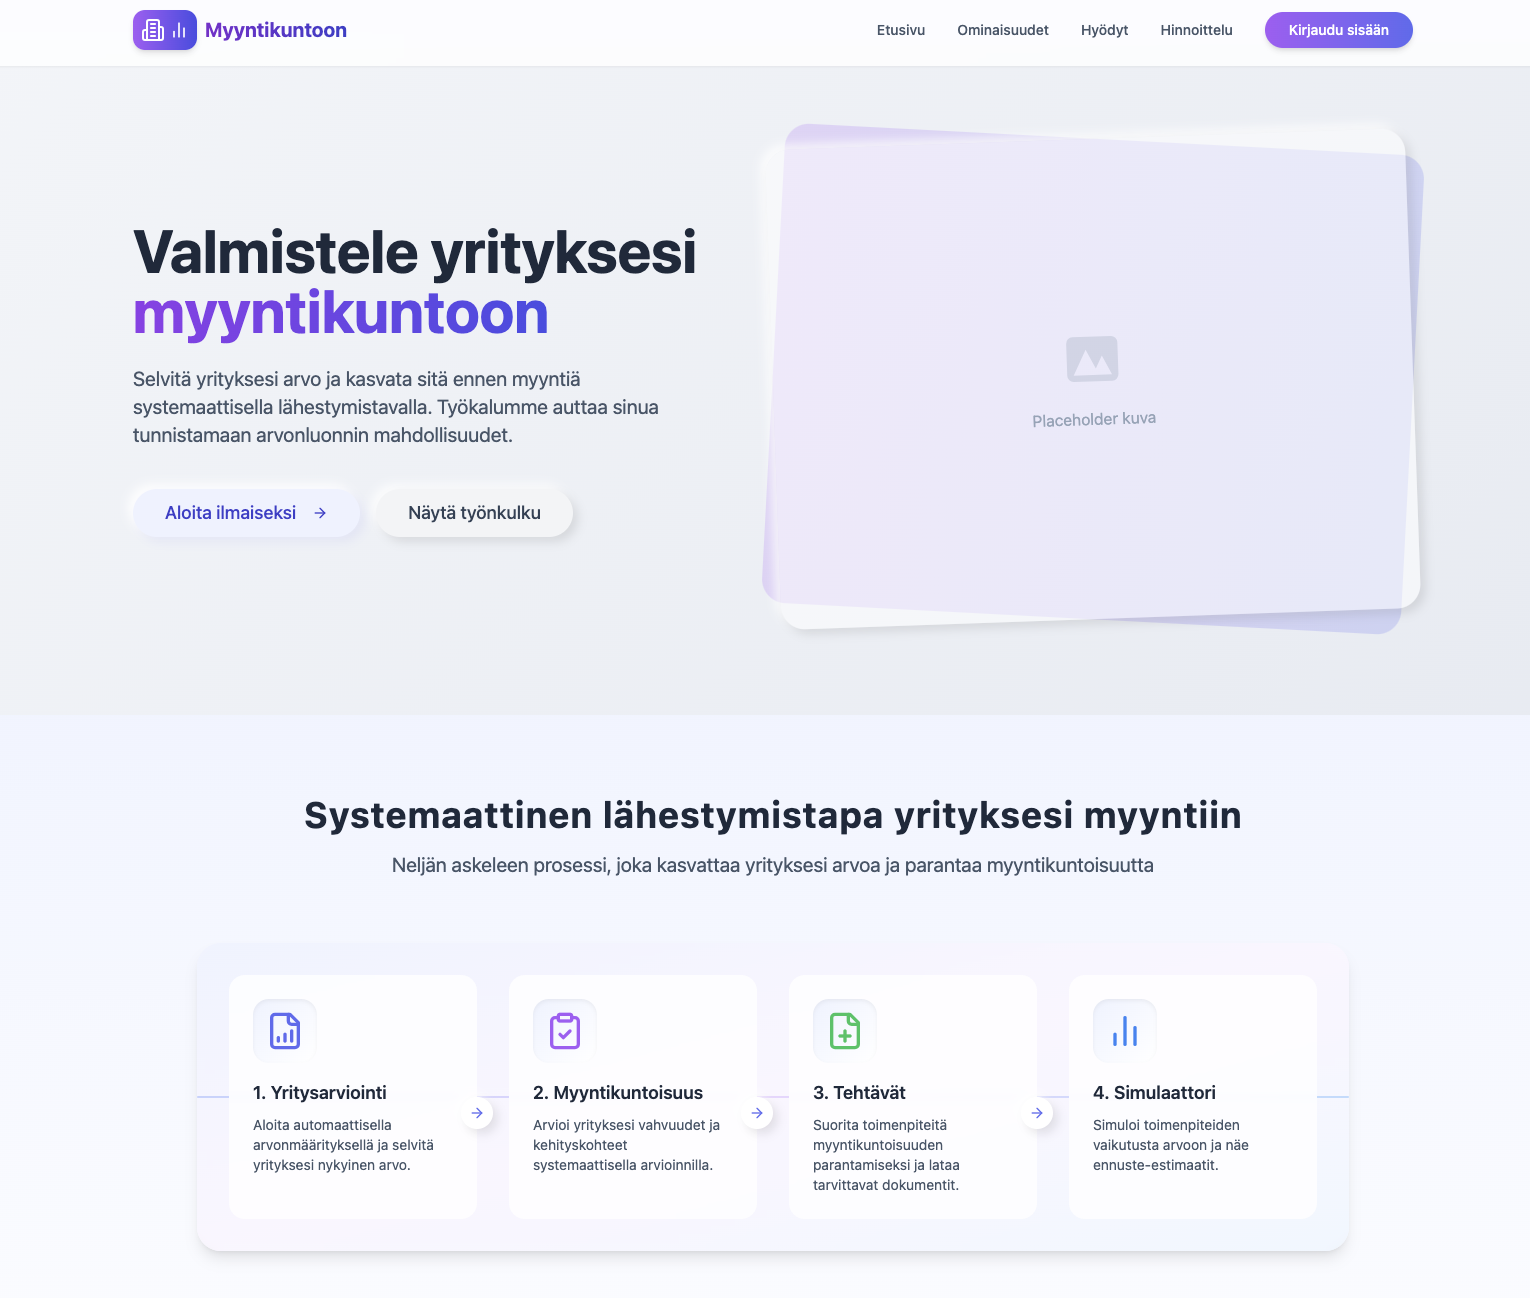 Myyntikuntoon
Etusivu
Ominaisuudet
Hyödyt
Hinnoittelu
Kirjaudu sisään
Valmistele yrityksesi
myyntikuntoon
Selvitä yrityksesi arvo ja kasvata sitä ennen myyntiä
systemaattisella lähestymistavalla. Työkalumme auttaa sinua
tunnistamaan arvonluonnin mahdollisuudet.
Aloita ilmaiseksi
Näytä työnkulku
Placeholder kuva
Systemaattinen lähestymistapa yrityksesi myyntiin
Neljän askeleen prosessi, joka kasvattaa yrityksesi arvoa ja parantaa myyntikuntoisuutta
1. Yritysarviointi
Aloita automaattisella
arvonmäärityksellä ja selvitä
yrityksesi nykyinen arvo.
2. Myyntikuntoisuus
Arvioi yrityksesi vahvuudet ja
kehityskohteet
systemaattisella arvioinnilla.
3. Tehtävät
Suorita toimenpiteitä
myyntikuntoisuuden
parantamiseksi ja lataa
tarvittavat dokumentit.
4. Simulaattori
Simuloi toimenpiteiden
vaikutusta arvoon ja näe
ennuste-estimaatit.